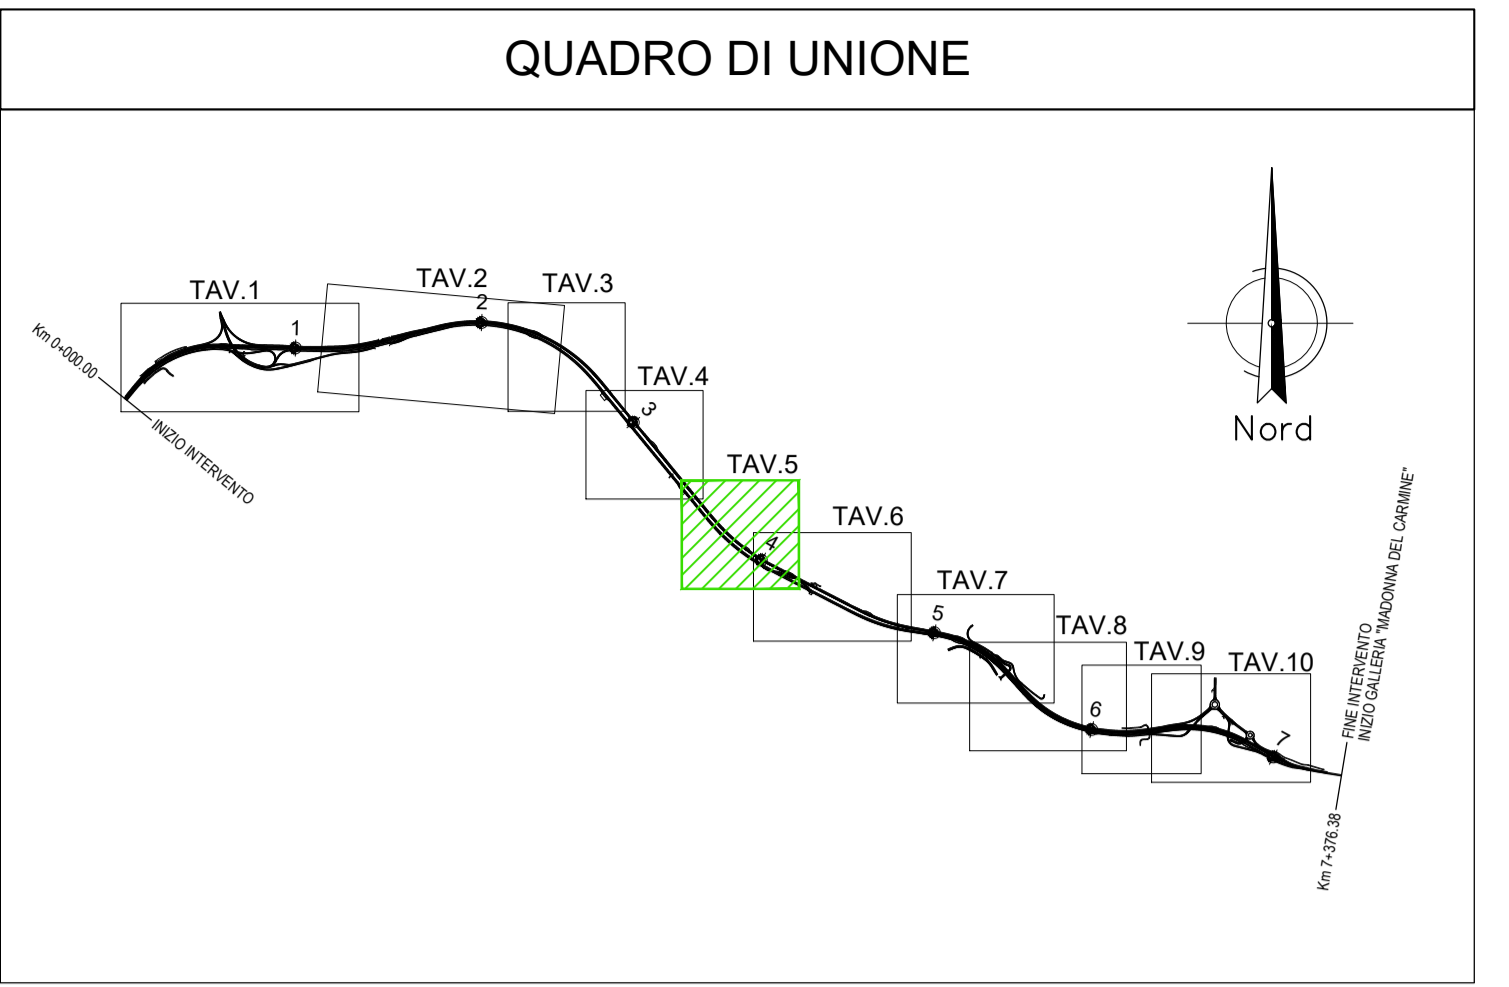 QUADRO DI UNIONE
TAV.1
TAV.2
TAV.3
1
2
Km 0+000.00
INIZIO INTERVENTO
TAV.4
3
Nord
TAV.5
4
TAV.6
TAV.7
5
TAV.8
TAV.9
TAV.10
6
7
FINE INTERVENTO
INIZIO GALLERIA "MADONNA DEL CARMINE"
Km 7+376.38